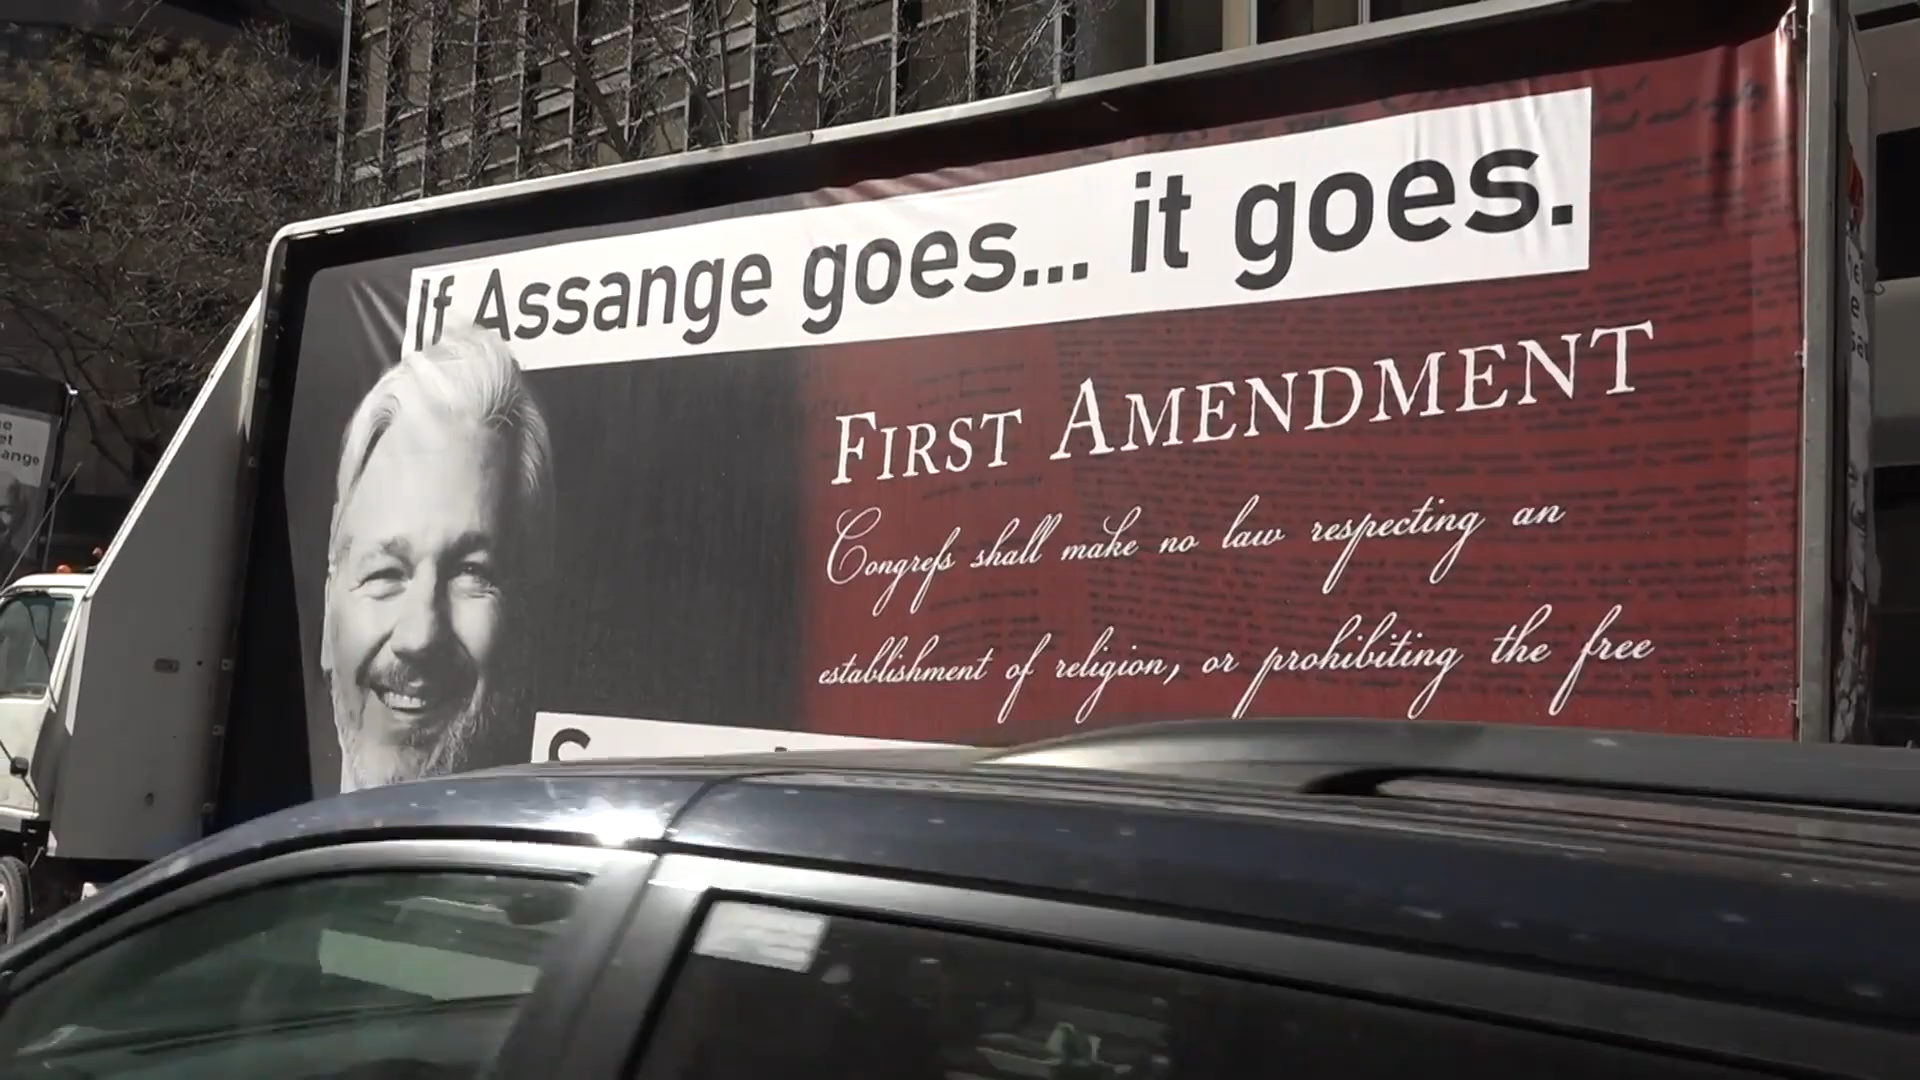 If Assange goes... it goes.
FIRST AMENDMENT
Congreſs shall make no law respecting an
establishment of religion, or prohibiting the free